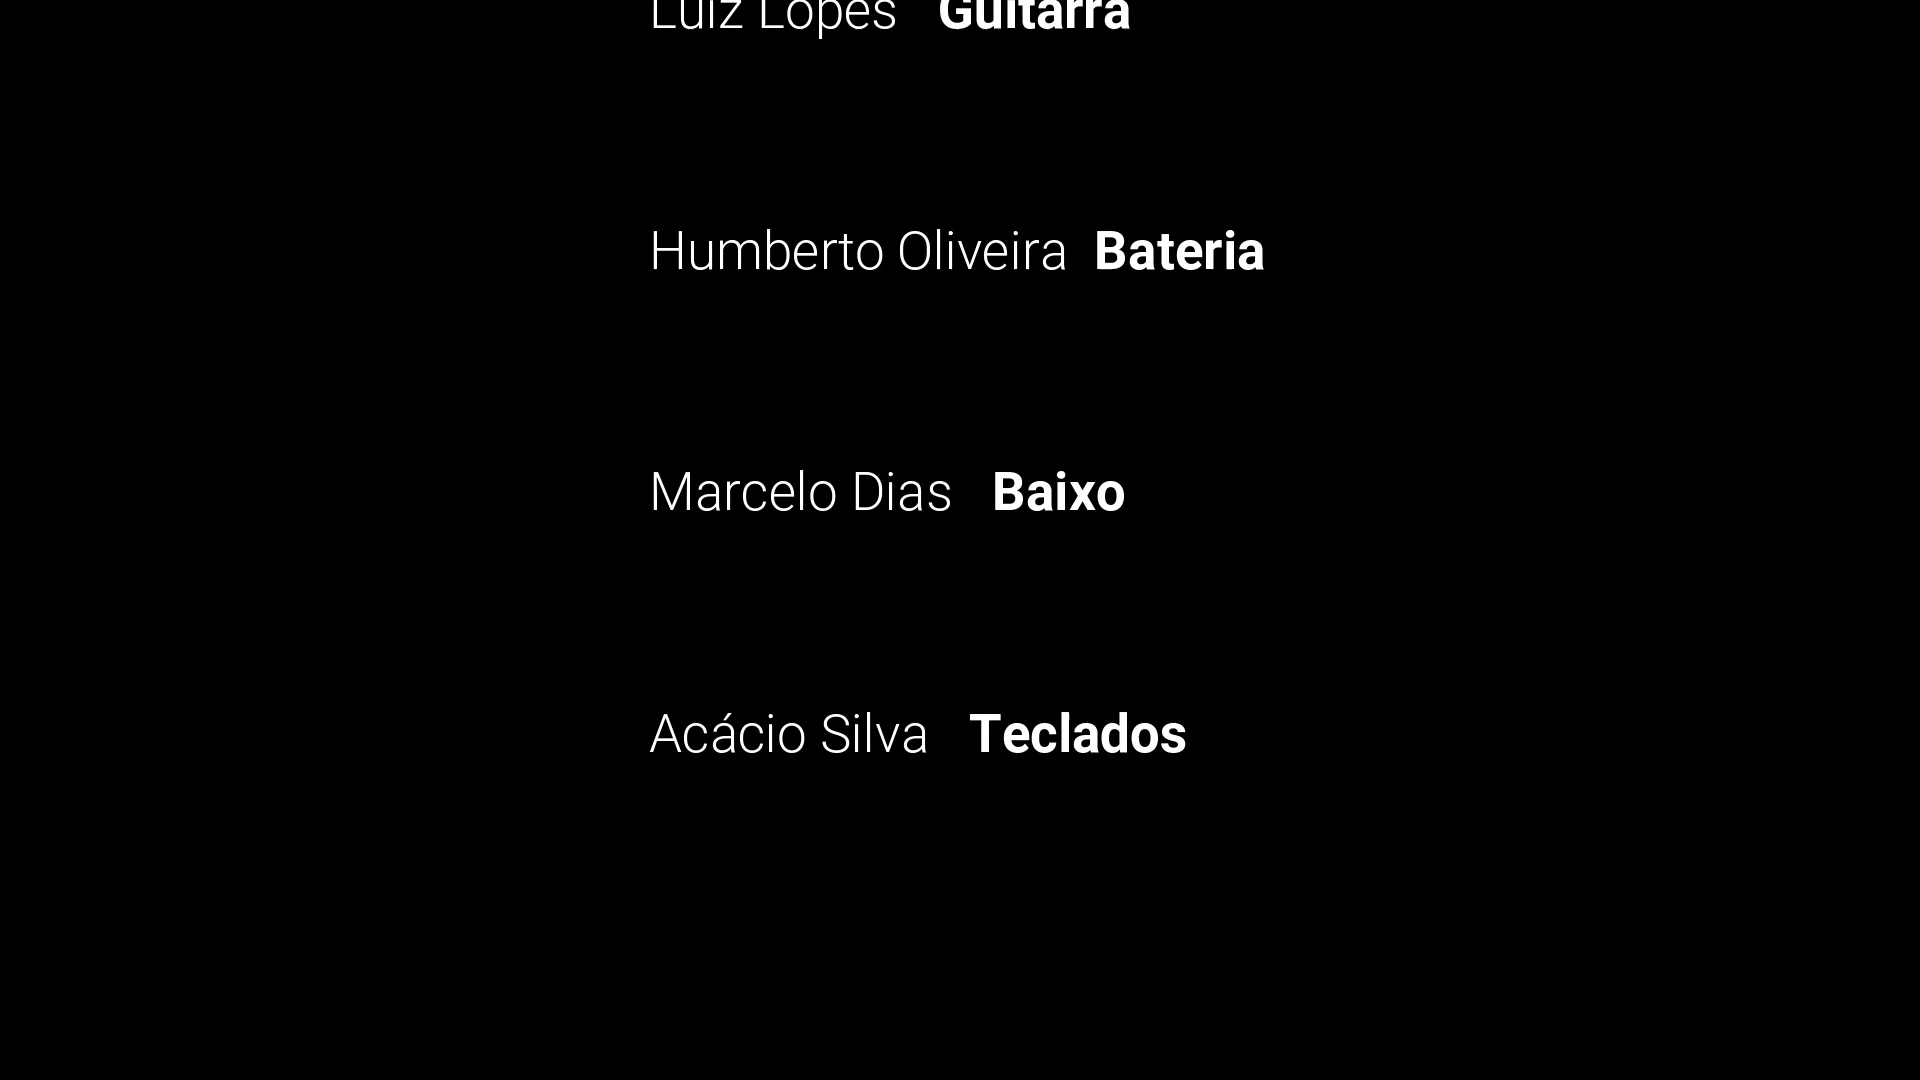 Luiz Lopes Guitarra
Humberto Oliveira Bateria
Marcelo Dias Baixo
Acácio Silva Teclados